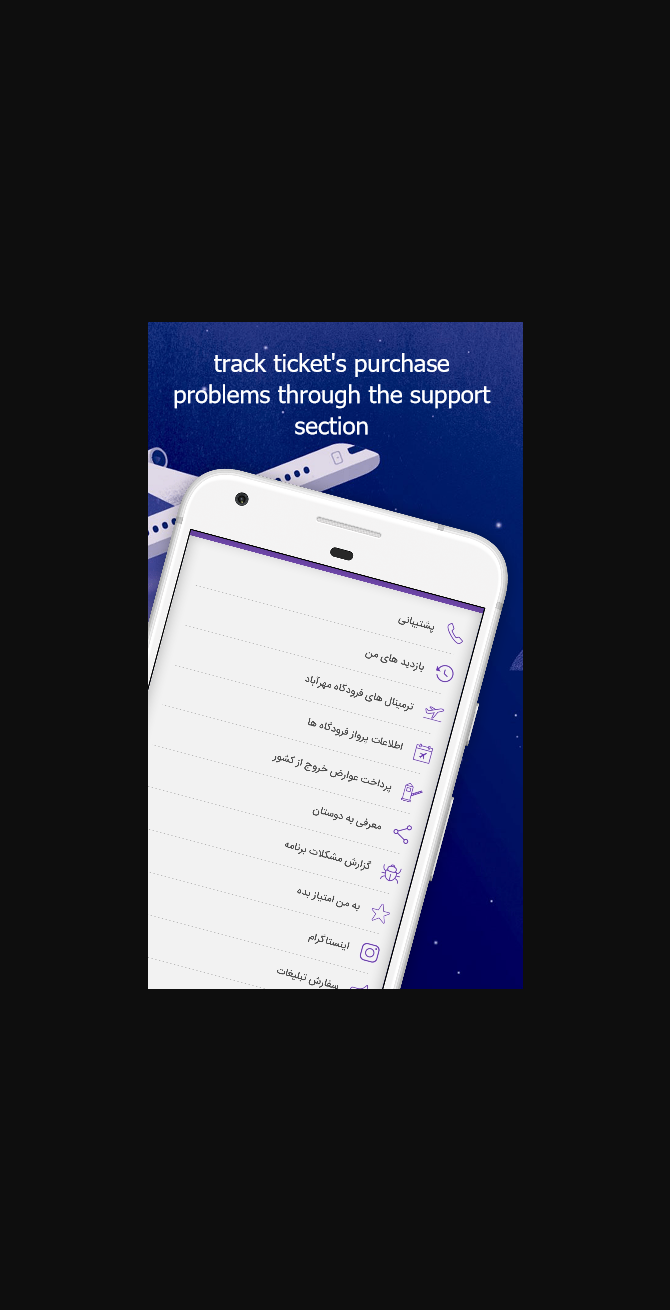 track ticket's purchase
problems through the support
section
پشتیبانی
بازدید های من
ترمینال های فرودگاه مهرآباد
اطلاعات پرواز فرودگاه ها
پرداخت عوارض خروج از کشور
معرفی به دوستان
گزارش مشکلات برنامه
به من امتیاز بده
اینستاگرام
سفارش تبلیغات